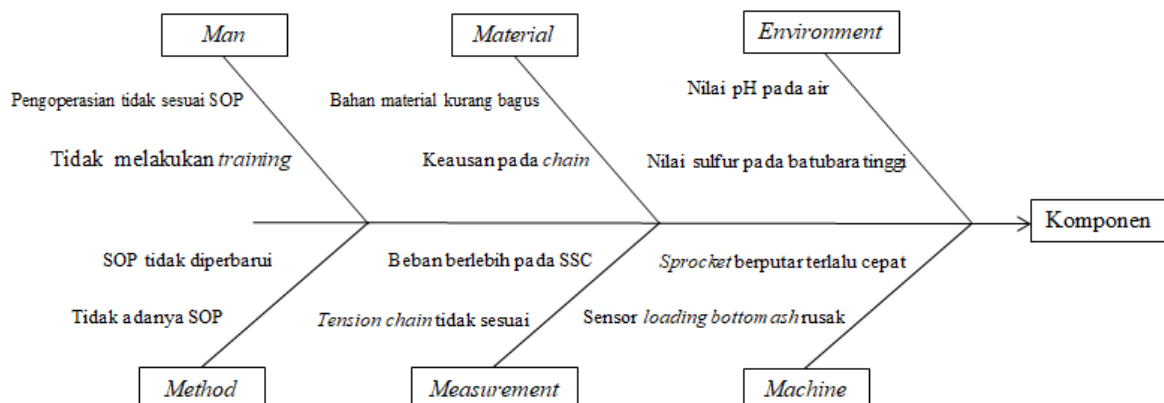 Man
Material
Environment
Pengoperasian tidak sesuai SOP
Bahan material kurang bagus
Nilai pH pada air
Tidak melakukan training
Keausan pada chain
Nilai sulfur pada batubara tinggi
Komponen
SOP tidak diperbarui
Beban berlebih pada SSC
Sprocket berputar terlalu cepat
Tidak adanya SOP
Tension chain tidak sesuai
Sensor loading bottom ash rusak
Method
Measurement
Machine